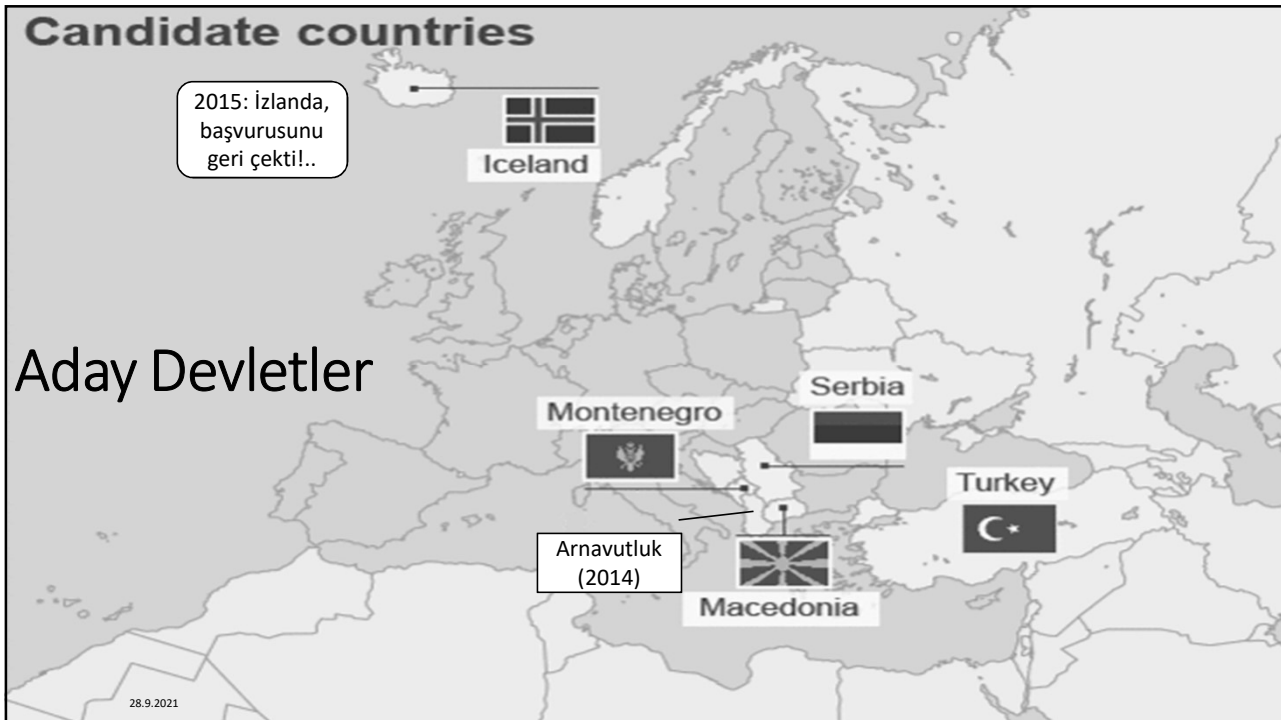 Candidate countries
2015: İzlanda,
başvurusunu
geri çekti!..
Iceland
Aday Devletler
Serbia
Montenegro
Turkey
Arnavutluk
(2014)
Macedonia
28.9.2021